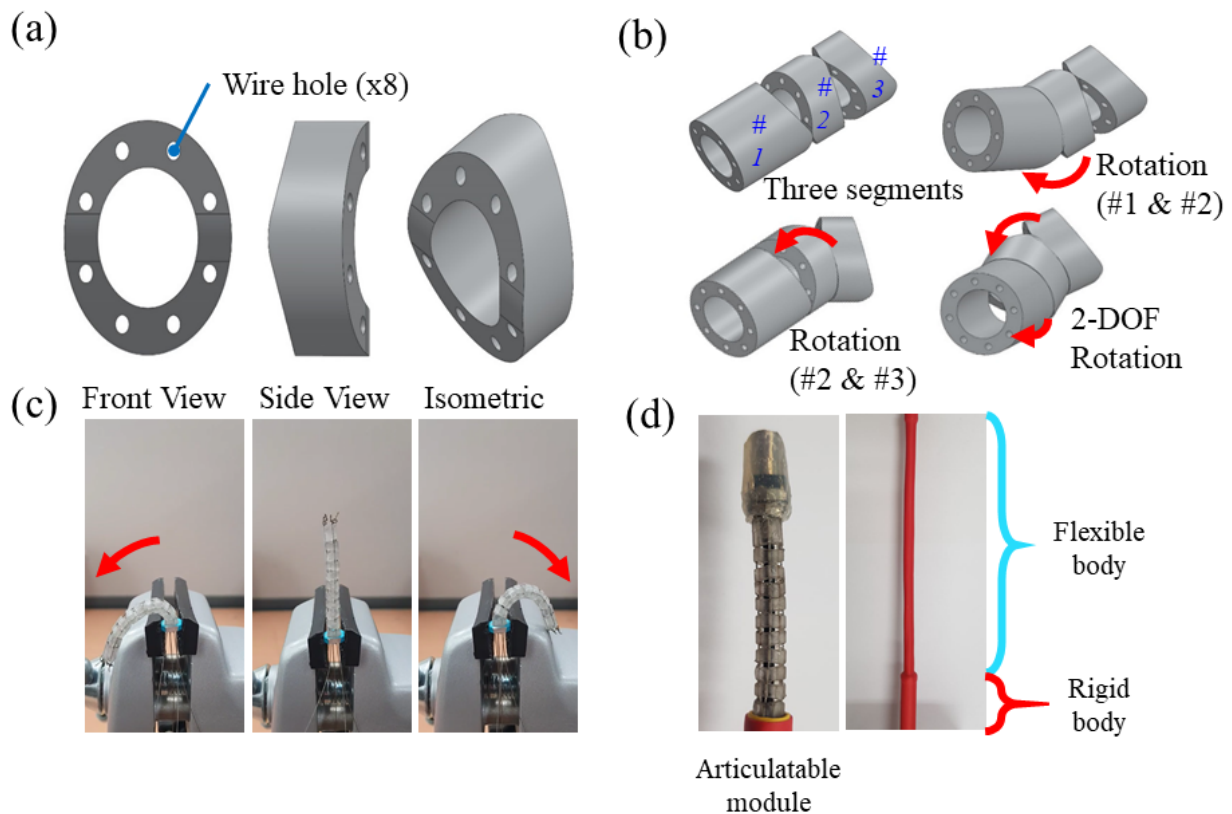 (a)
Wire hole (x8)
(b)
#
1
#
2
#
3
Three segments
Rotation
(#1 & #2)
Rotation
(#2 & #3)
2-DOF
Rotation
(c)
Front View
Side View
Isometric
(d)
Articulatable
module
Flexible
body
Rigid
body